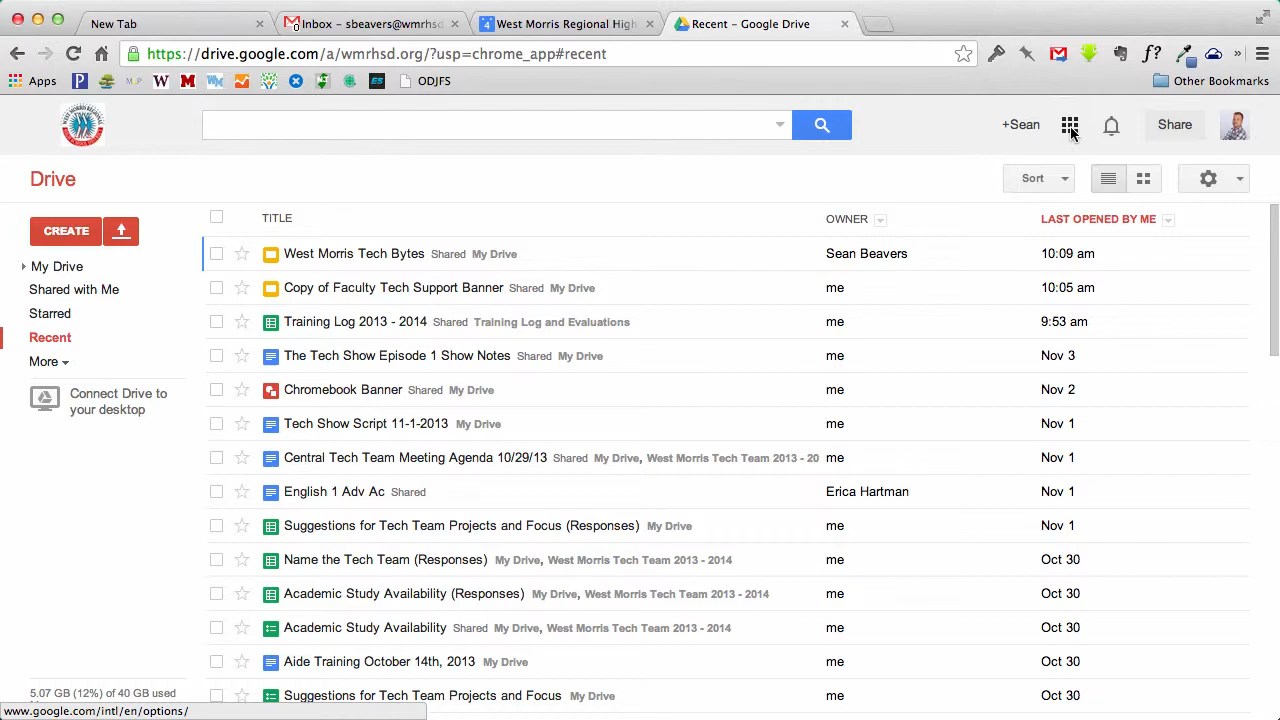 New Tab
Inbox – sbeavers@wmrhsd
West Morris Regional High
Recent – Google Drive
https://drive.google.com/a/wmrhsd.org/?usp=chrome_app#recent
Apps
ODJFS
Other Bookmarks
+Sean
Share
Drive
Sort
CREATE
My Drive
Shared with Me
Starred
Recent
More
Connect Drive to
your desktop
TITLE OWNER LAST OPENED BY ME
West Morris Tech Bytes Shared My Drive Sean Beavers 10:09 am
Copy of Faculty Tech Support Banner Shared My Drive me 10:05 am
Training Log 2013 - 2014 Shared Training Log and Evaluations me 9:53 am
The Tech Show Episode 1 Show Notes Shared My Drive me Nov 3
Chromebook Banner Shared My Drive me Nov 2
Tech Show Script 11-1-2013 My Drive me Nov 1
Central Tech Team Meeting Agenda 10/29/13 Shared My Drive, West Morris Tech Team 2013 - 20 me Nov 1
English 1 Adv Ac Shared Erica Hartman Nov 1
Suggestions for Tech Team Projects and Focus (Responses) My Drive me Nov 1
Name the Tech Team (Responses) My Drive, West Morris Tech Team 2013 - 2014 me Oct 30
Academic Study Availability (Responses) My Drive, West Morris Tech Team 2013 - 2014 me Oct 30
Academic Study Availability Shared My Drive, West Morris Tech Team 2013 - 2014 me Oct 30
Aide Training October 14th, 2013 My Drive me Oct 30
Suggestions for Tech Team Projects and Focus My Drive me Oct 30
5.07 GB (12%) of 40 GB used
www.google.com/intl/en/options/